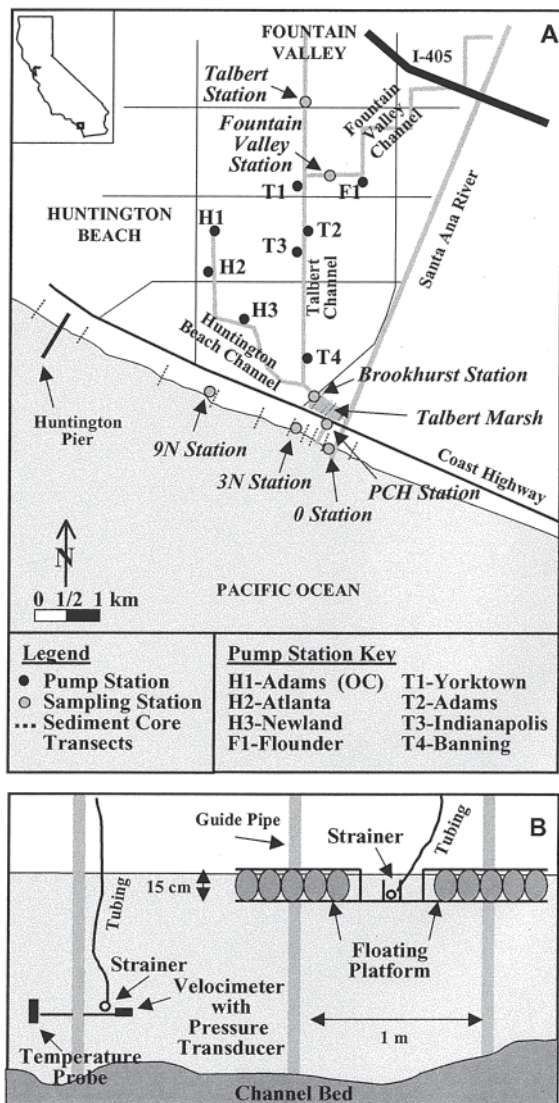 A
FOUNTAIN
VALLEY
I-405
Talbert
Station
Fountain
Valley
Channel
Fountain
Valley
Station
T1
F1
HUNTINGTON
BEACH
H1
T2
T3
H2
Talbert
Channel
Santa Ana River
H3
Huntington
Beach Channel
T4
Brookhurst Station
Talbert Marsh
Huntington
Pier
9N Station
3N Station
PCH Station
0 Station
Coast Highway
N
0 1/2 1 km
PACIFIC OCEAN
Legend
Pump Station
Sampling Station
Sediment Core
Transects
Pump Station Key
H1-Adams (OC) T1-Yorktown
H2-Atlanta T2-Adams
H3-Newland T3-Indianapolis
F1-Flounder T4-Banning
B
Guide Pipe
Strainer
Tubing
15 cm
Tubing
Floating
Platform
Strainer
Velocimeter
with
Pressure
Transducer
Temperature
Probe
1 m
Channel Bed